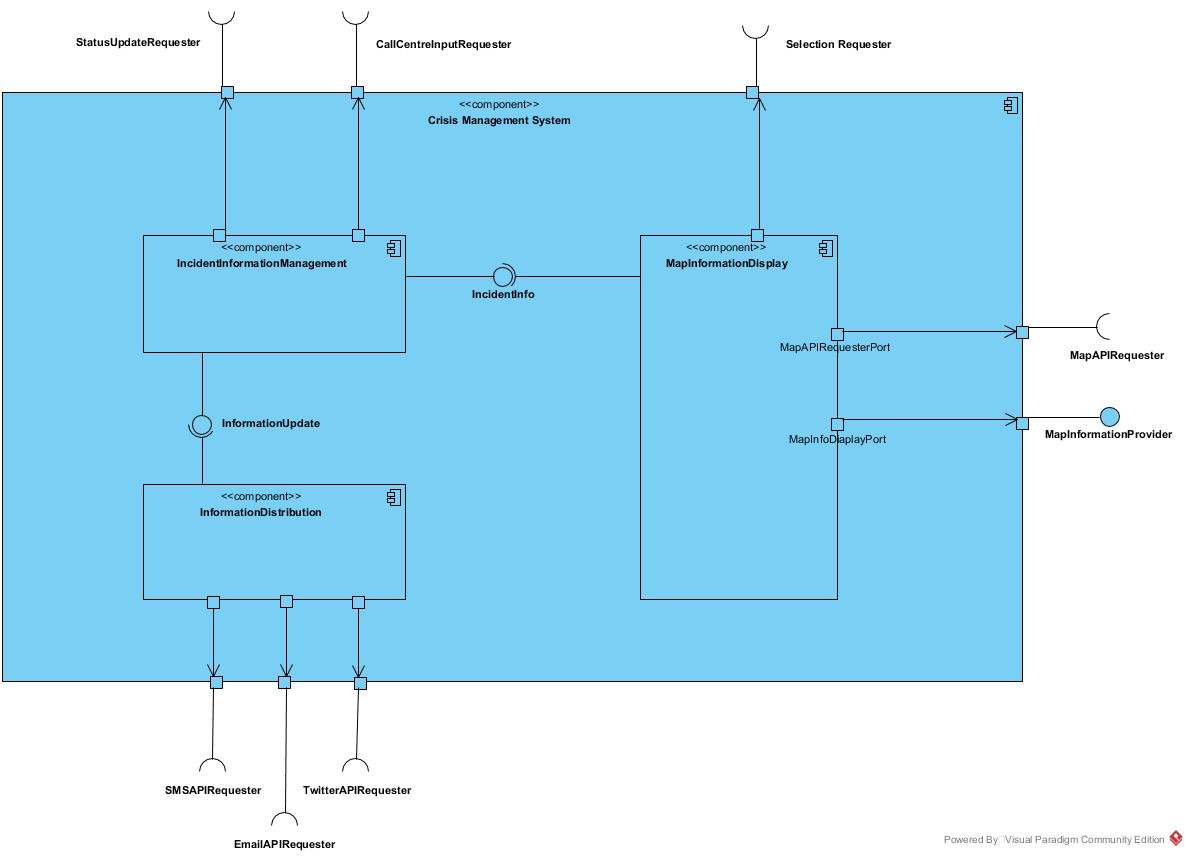 StatusUpdateRequester
CallCentreInputRequester
Selection Requester
<<component>>
Crisis Management System
<<component>>
IncidentInformationManagement
<<component>>
MapInformationDisplay
IncidentInfo
MapAPIRequesterPort
MapAPIRequester
InformationUpdate
MapInfoDiaplayPort
MapInformationProvider
<<component>>
InformationDistribution
SMSAPIRequester
TwitterAPIRequester
EmailAPIRequester
Powered By Visual Paradigm Community Edition